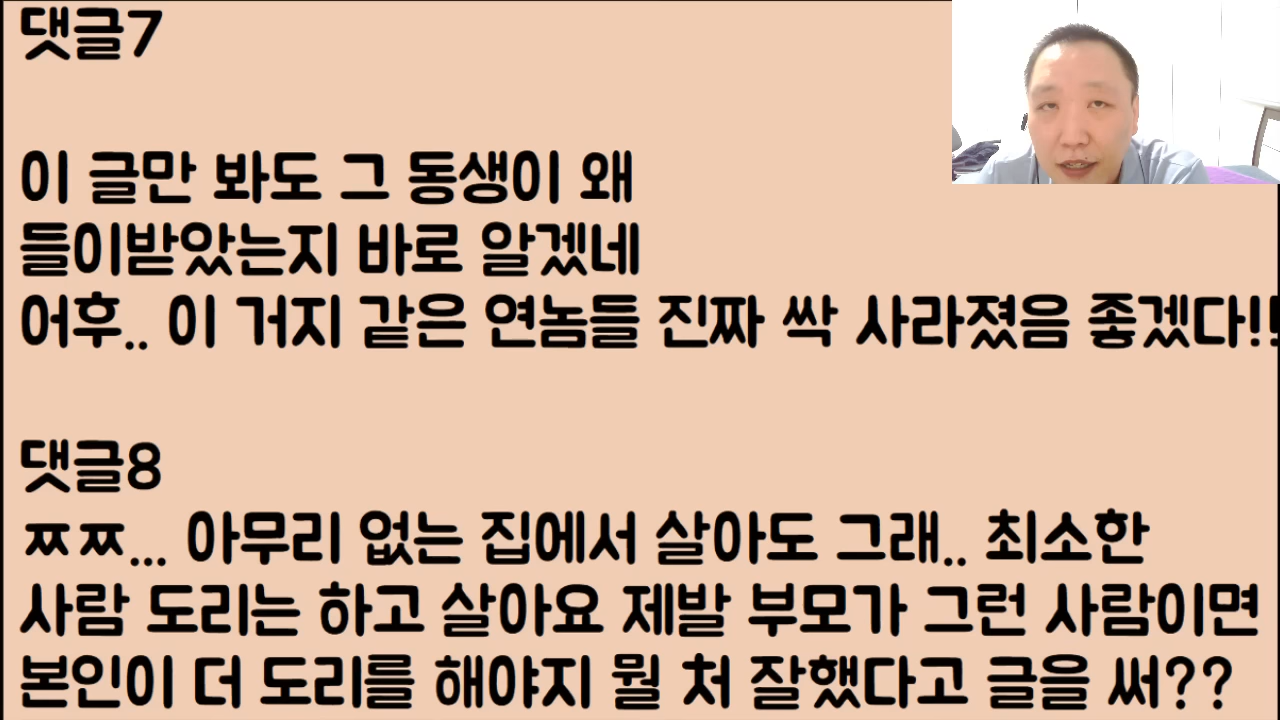 댓글7
이 글만 봐도 그 동생이 왜
들이받았는지 바로 알겠네
어후.. 이 거지 같은 연놈들 진짜 싹 사라졌음 좋겠다!!
댓글8
ㅉㅉ... 아무리 없는 집에서 살아도 그래.. 최소한
사람 도리는 하고 살아요 제발 부모가 그런 사람이면
본인이 더 도리를 해야지 뭘 처 잘했다고 글을 써??